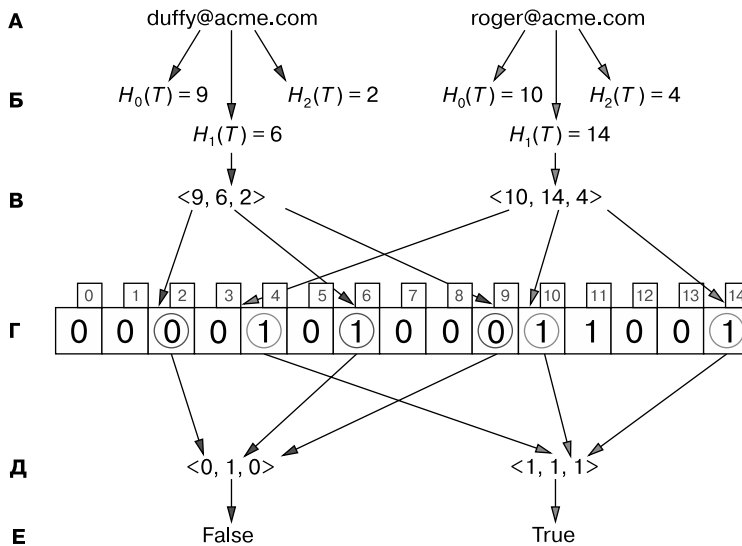 А duffy@acme.com roger@acme.com
Б H₀(T) = 9 H₂(T) = 2 H₀(T) = 10 H₂(T) = 4
H₁(T) = 6 H₁(T) = 14
В <9, 6, 2> <10, 14, 4>
0 1 2 3 4 5 6 7 8 9 10 11 12 13 14
Г 0 0 0 0 1 0 1 0 0 0 1 1 0 0 1
Д <0, 1, 0> <1, 1, 1>
Е False True